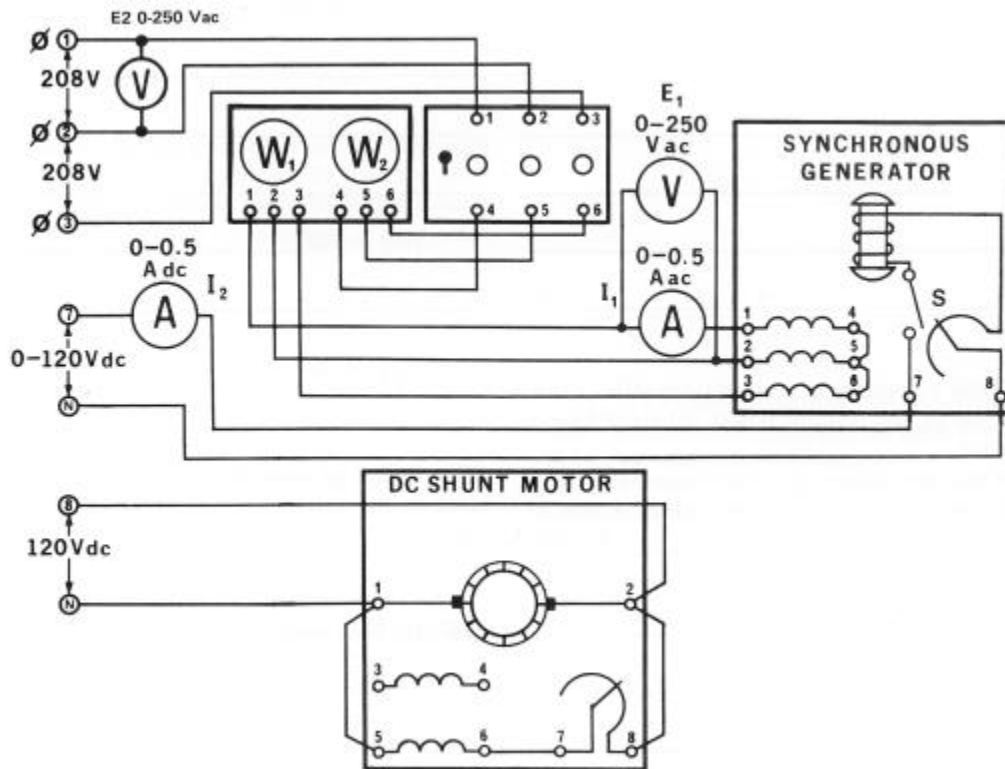 E2 0-250 Vac
Ø 1
208V
V
Ø 2
208V
Ø 3
W1 W2
1 2 3 4 5 6
1 2 3
4 5 6
E1
0-250
Vac
V
0-0.5
Aac
I1
A
0-0.5
Adc
I2
A
7
0-120Vdc
N
SYNCHRONOUS
GENERATOR
S
1 4
2 5
3 6
7 8
DC SHUNT MOTOR
8
120Vdc
N
1 2
3 4
5 6 7 8